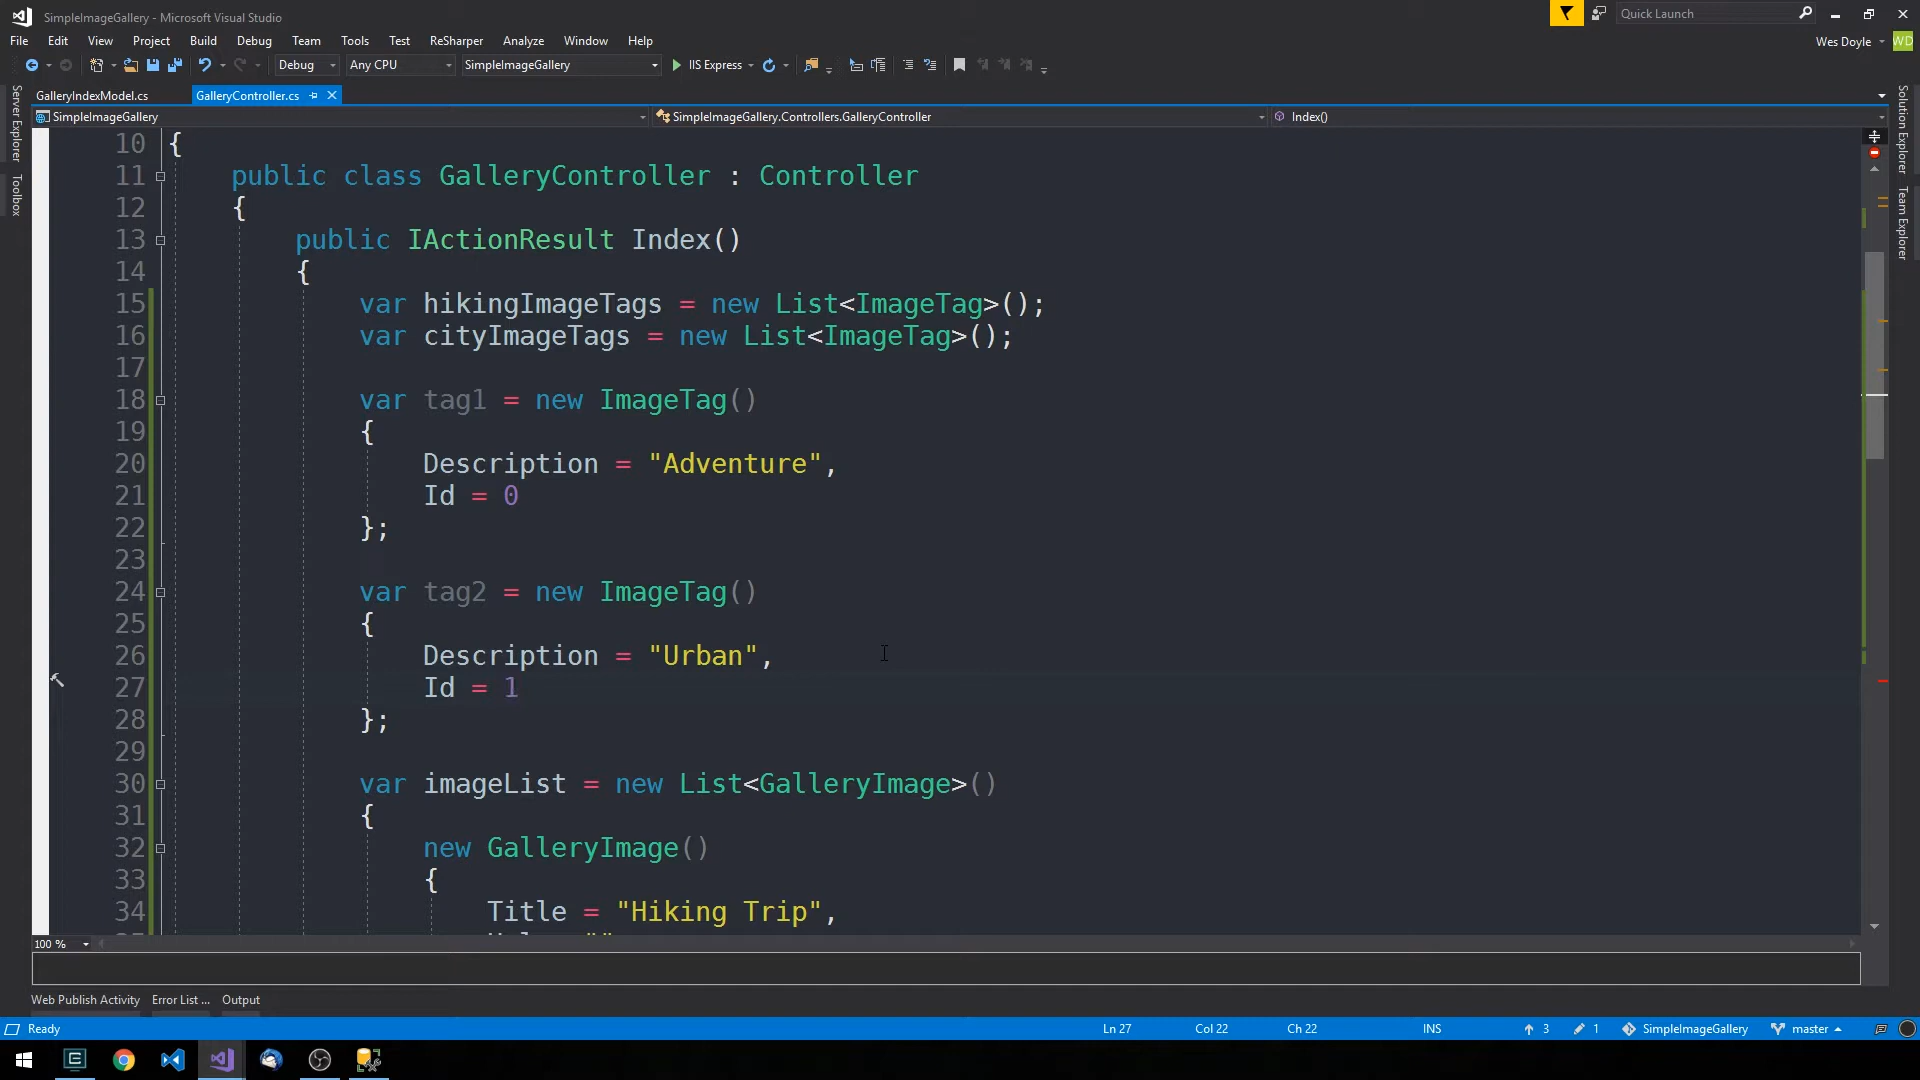 SimpleImageGallery - Microsoft Visual Studio
Quick Launch
File Edit View Project Build Debug Team Tools Test ReSharper Analyze Window Help
Wes Doyle WD
Debug Any CPU SimpleImageGallery IIS Express
GalleryIndexModel.cs GalleryController.cs
SimpleImageGallery SimpleImageGallery.Controllers.GalleryController Index()
Server Explorer
Toolbox
Solution Explorer
Team Explorer
10 {
11 public class GalleryController : Controller
12 {
13 public IActionResult Index()
14 {
15 var hikingImageTags = new List<ImageTag>();
16 var cityImageTags = new List<ImageTag>();
17
18 var tag1 = new ImageTag()
19 {
20 Description = "Adventure",
21 Id = 0
22 };
23
24 var tag2 = new ImageTag()
25 {
26 Description = "Urban",
27 Id = 1
28 };
29
30 var imageList = new List<GalleryImage>()
31 {
32 new GalleryImage()
33 {
34 Title = "Hiking Trip",
100 %
Web Publish Activity Error List ... Output
Ready Ln 27 Col 22 Ch 22 INS 3 1 SimpleImageGallery master